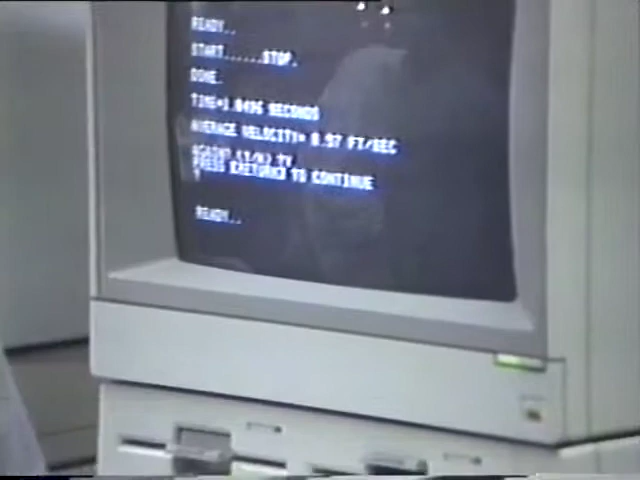 READY..
START......STOP.
DONE.
TIME=1.0436 SECONDS
AVERAGE VELOCITY= 0.97 FT/SEC
AGAIN? (Y/N) ?Y
PRESS <RETURN> TO CONTINUE
?
READY..